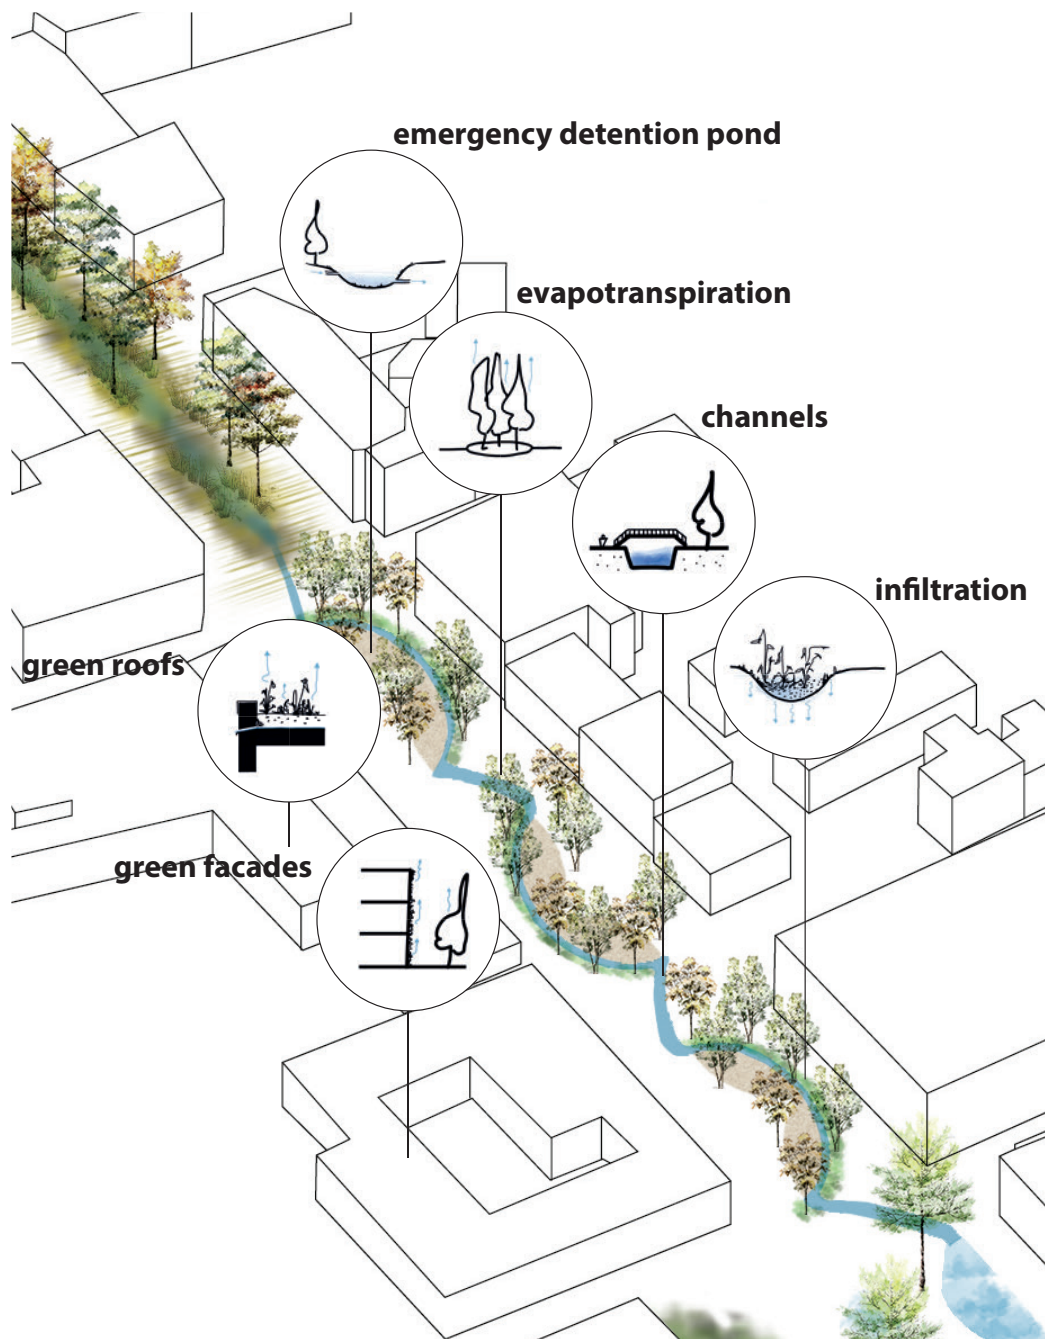 emergency detention pond
evapotranspiration
channels
infiltration
green roofs
green facades